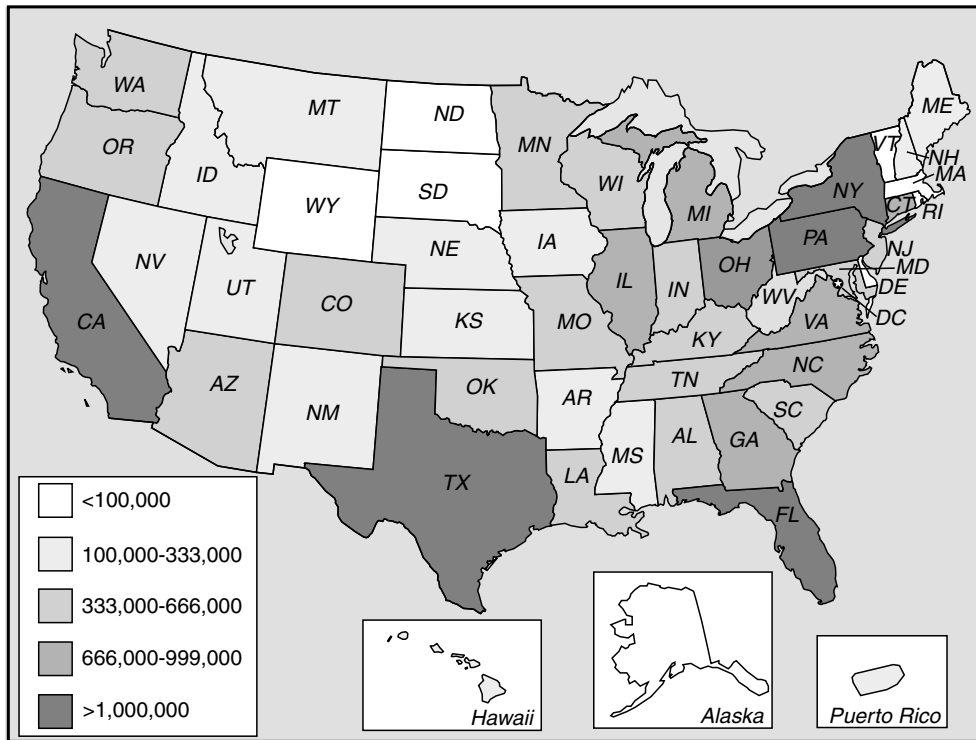 WA
MT
ND
MN
ME
OR
ID
WY
SD
WI
MI
NY
VT
NH
MA
CT
RI
NV
UT
CO
NE
IA
IL
IN
OH
PA
NJ
MD
DE
DC
CA
KS
MO
KY
WV
VA
AZ
NM
OK
AR
TN
NC
SC
TX
LA
MS
AL
GA
FL
<100,000
100,000-333,000
333,000-666,000
666,000-999,000
>1,000,000
Hawaii
Alaska
Puerto Rico